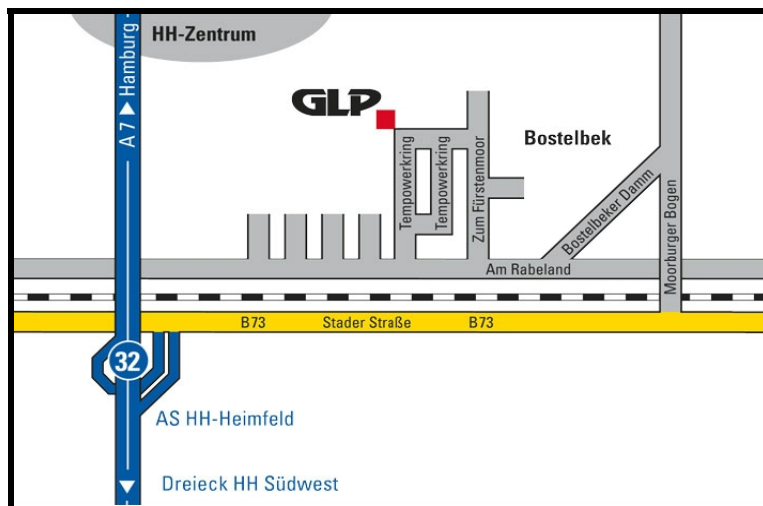 HH-Zentrum
A 7 ▶ Hamburg
GLP
Bostelbek
Tempowerkring
Tempowerkring
Zum Fürstenmoor
Bostelbeker Damm
Moorburger Bogen
Am Rabeland
B73 Stader Straße B73
32
AS HH-Heimfeld
Dreieck HH Südwest